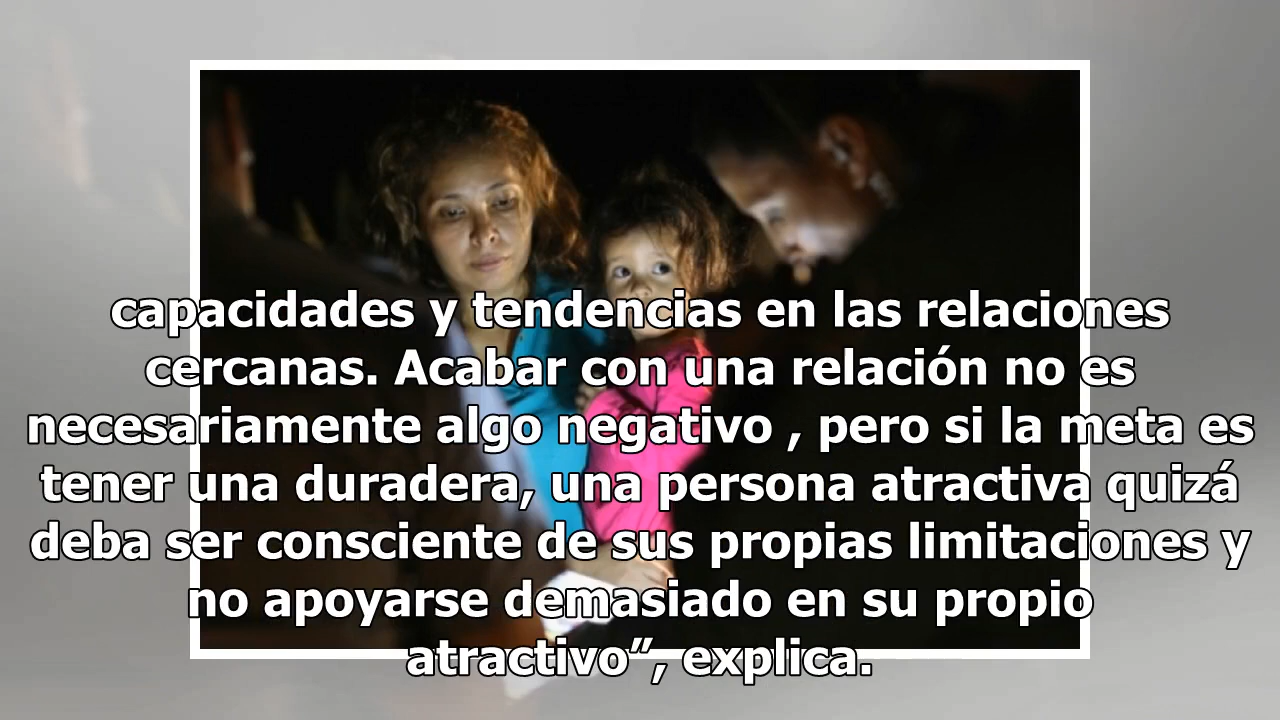 capacidades y tendencias en las relaciones
cercanas. Acabar con una relación no es
necesariamente algo negativo , pero si la meta es
tener una duradera, una persona atractiva quizá
deba ser consciente de sus propias limitaciones y
no apoyarse demasiado en su propio
atractivo”, explica.